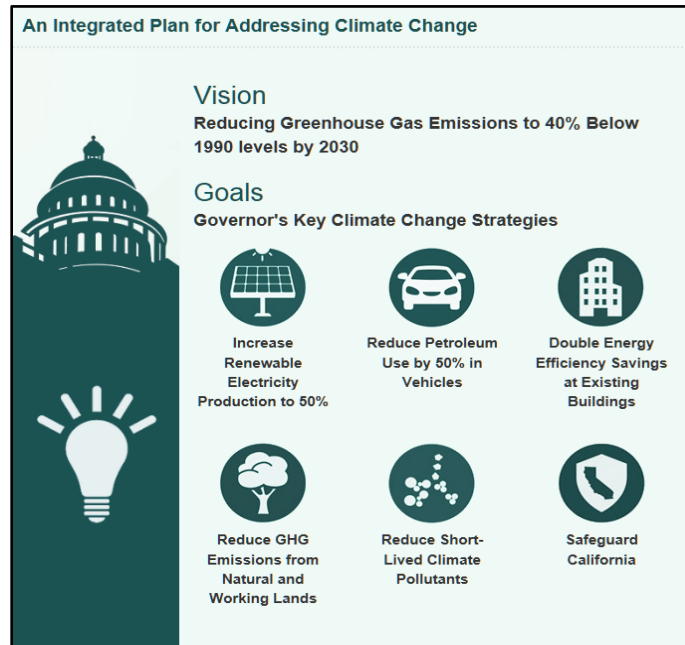 An Integrated Plan for Addressing Climate Change
Vision
Reducing Greenhouse Gas Emissions to 40% Below
1990 levels by 2030
Goals
Governor's Key Climate Change Strategies
Increase
Renewable
Electricity
Production to 50%
Reduce Petroleum
Use by 50% in
Vehicles
Double Energy
Efficiency Savings
at Existing
Buildings
Reduce GHG
Emissions from
Natural and
Working Lands
Reduce Short-
Lived Climate
Pollutants
Safeguard
California